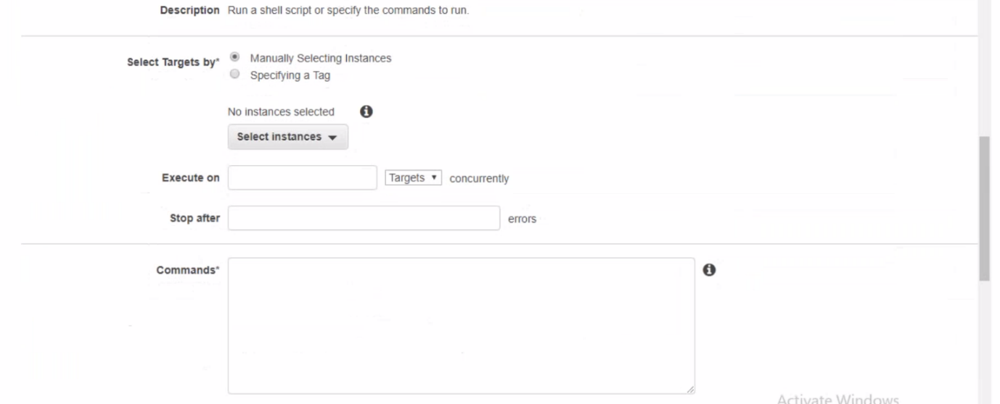 Description Run a shell script or specify the commands to run.
Select Targets by* Manually Selecting Instances
Specifying a Tag
No instances selected
Select instances
Execute on Targets concurrently
Stop after errors
Commands*
Activate Windows